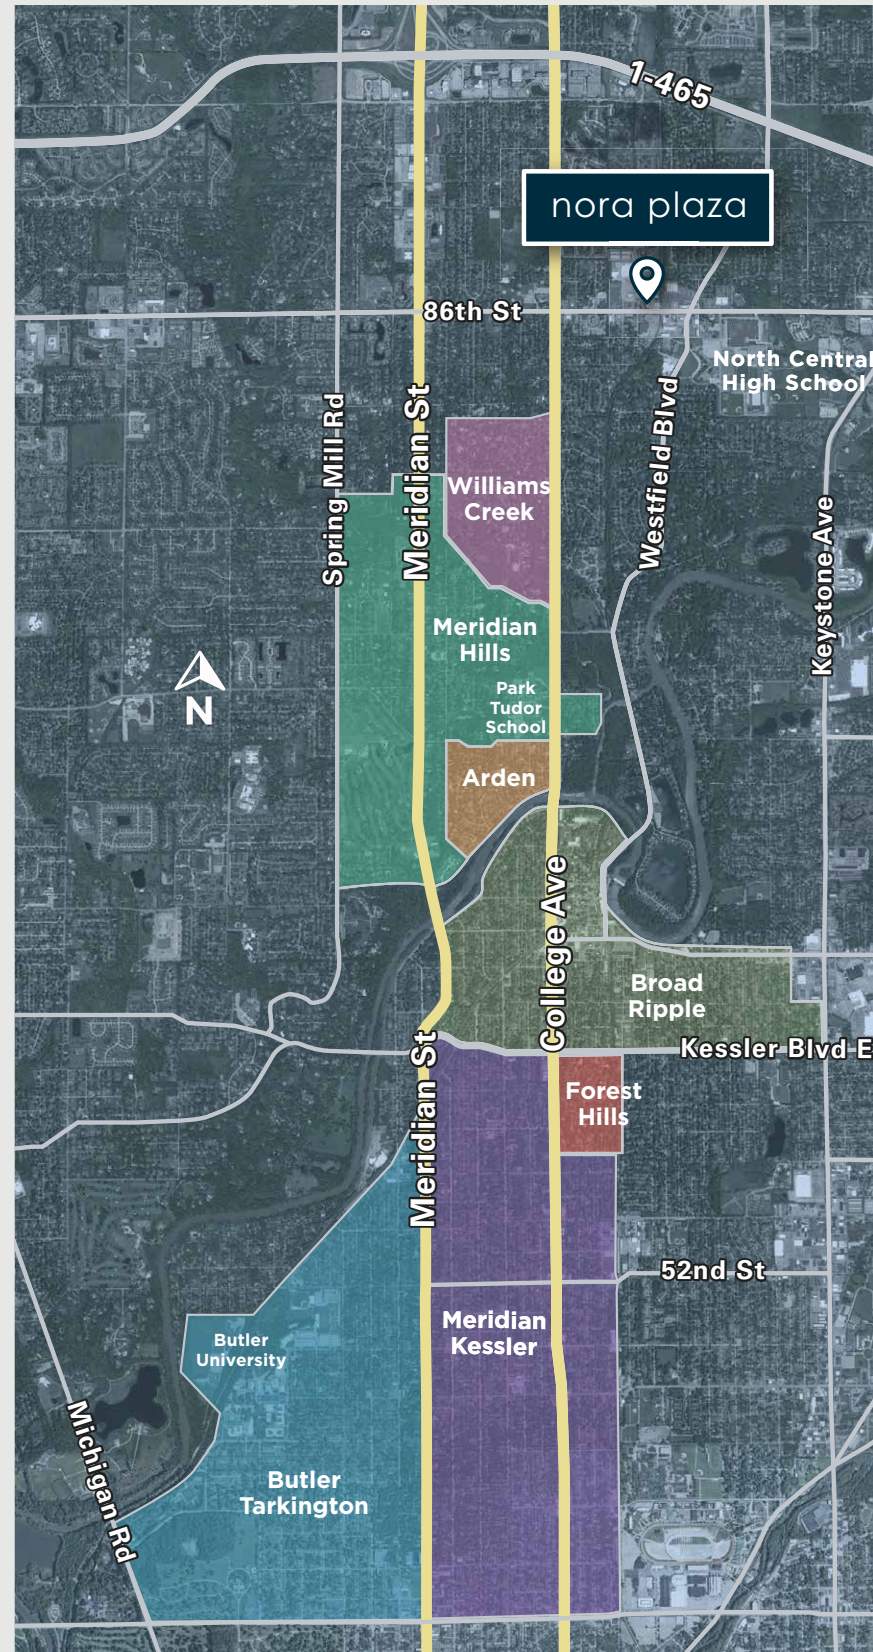 1-465
nora plaza
86th St
North Central
High School
Spring Mill Rd
Meridian St
Westfield Blvd
Williams
Creek
Keystone Ave
Meridian
Hills
N
Park
Tudor
School
Arden
College Ave
Broad
Ripple
Kessler Blvd E
Meridian St
Forest
Hills
52nd St
Meridian
Kessler
Butler
University
Michigan Rd
Butler
Tarkington